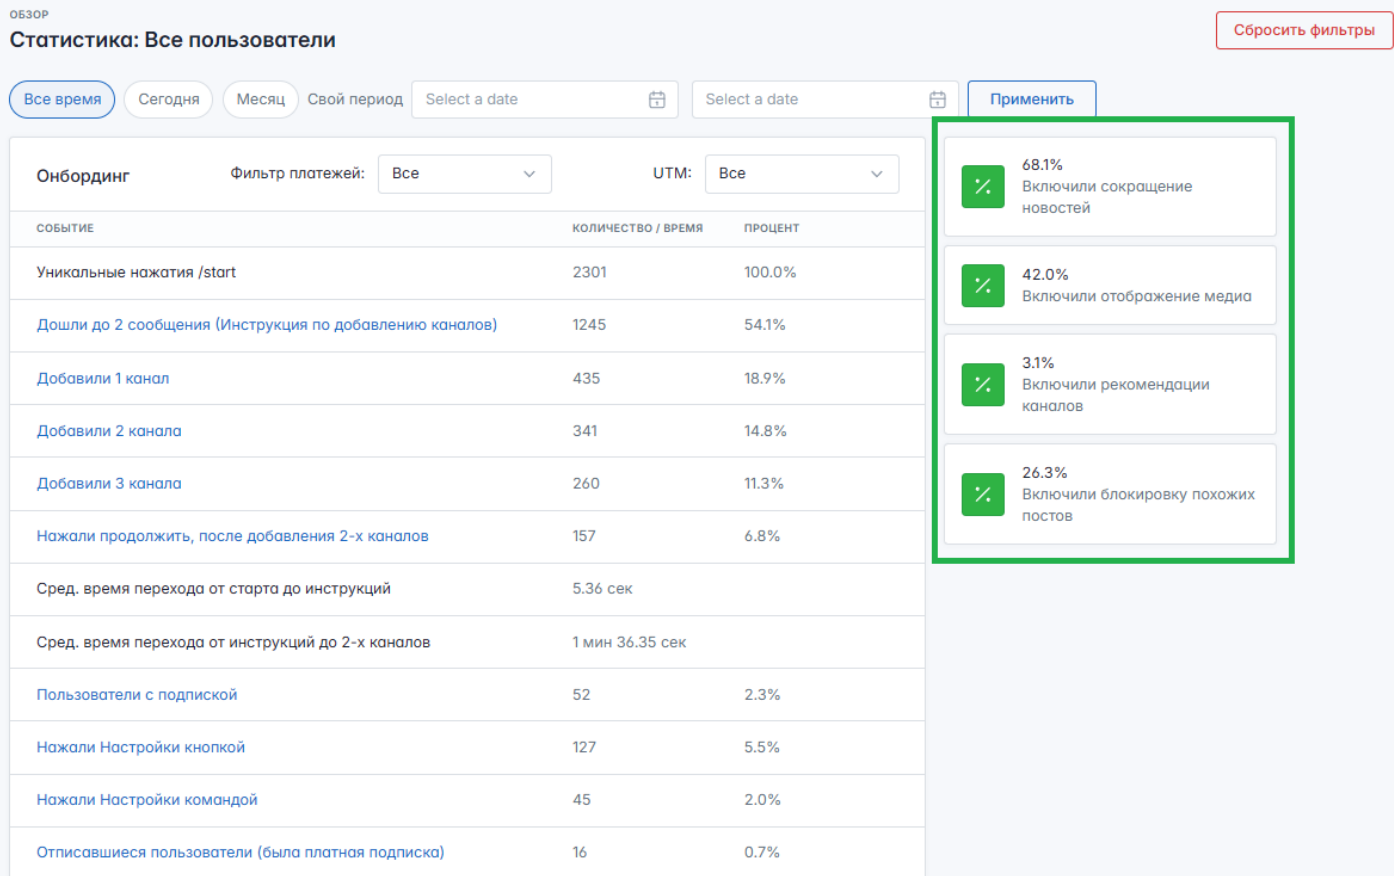 ОБЗОР
Статистика: Все пользователи
Сбросить фильтры
Все время Сегодня Месяц Свой период Select a date Select a date Применить
Онбординг Фильтр платежей: Все UTM: Все
СОБЫТИЕ КОЛИЧЕСТВО / ВРЕМЯ ПРОЦЕНТ
Уникальные нажатия /start 2301 100.0%
Дошли до 2 сообщения (Инструкция по добавлению каналов) 1245 54.1%
Добавили 1 канал 435 18.9%
Добавили 2 канала 341 14.8%
Добавили 3 канала 260 11.3%
Нажали продолжить, после добавления 2-х каналов 157 6.8%
Сред. время перехода от старта до инструкций 5.36 сек
Сред. время перехода от инструкций до 2-х каналов 1 мин 36.35 сек
Пользователи с подпиской 52 2.3%
Нажали Настройки кнопкой 127 5.5%
Нажали Настройки командой 45 2.0%
Отписавшиеся пользователи (была платная подписка) 16 0.7%
68.1%
Включили сокращение
новостей
42.0%
Включили отображение медиа
3.1%
Включили рекомендации
каналов
26.3%
Включили блокировку похожих
постов